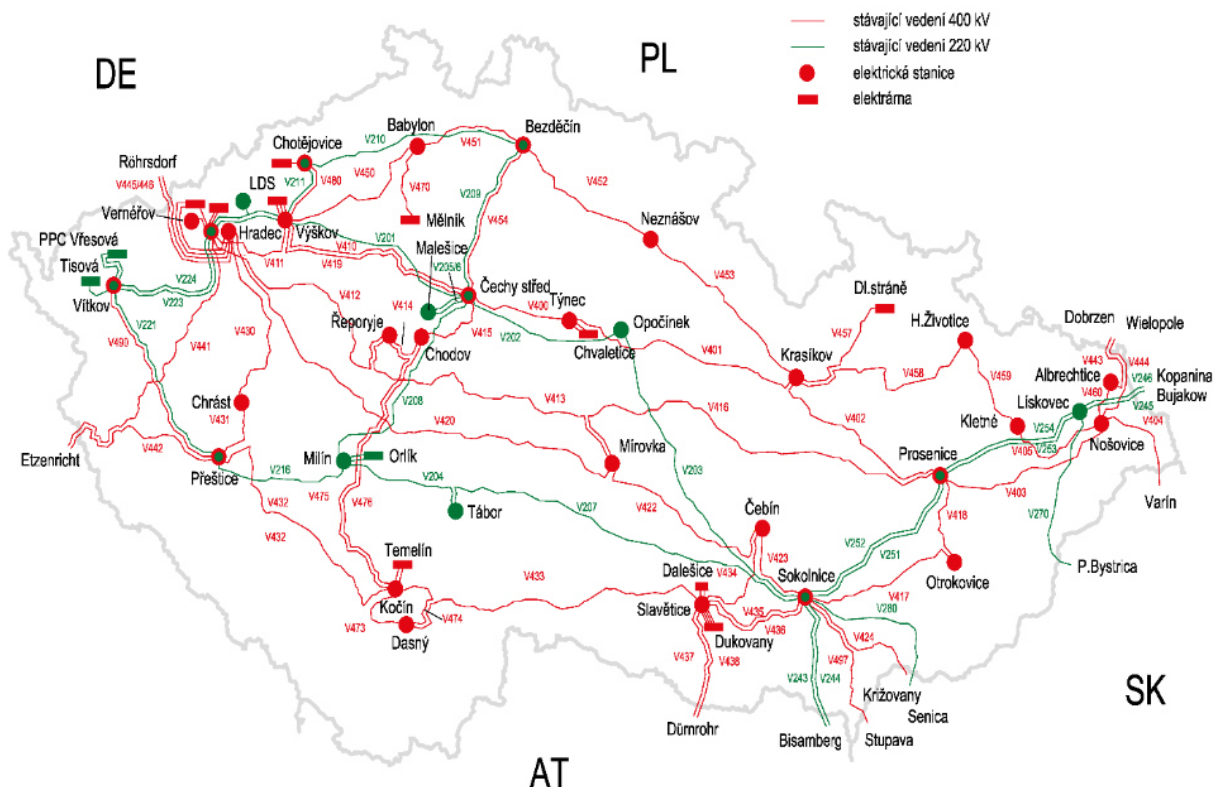 stávající vedení 400 kV
stávající vedení 220 kV
elektrická stanice
elektrárna
DE
PL
Babylon
Bezděčín
V210
V451
Chotějovice
Röhrsdorf
V445/446
LDS
V211
V480
V450
V470
V209
V454
V452
Vernéřov
Mělník
Neznášov
Hradec
Výškov
V201
V410
Malešice
PPC Vřesová
V411
V419
V205/6
Tisová
V224
V223
Čechy střed
V453
Vítkov
V412
V414
V400
Týnec
Dl.stráně
Řeporyje
V415
V202
Opočínek
V457
H.Životice
Dobrzen
Wielopole
V221
V490
V441
V430
Chodov
Chvaletice
V401
Krasíkov
V443
V444
V458
V459
Albrechtice
V246
Kopanina
V460
V245
Bujakow
Chrást
V431
V208
V413
V416
V402
Kletné
Lískovec
V254
V404
V420
V405
V253
Nošovice
Etzenricht
V442
Přeštice
V216
Milín
Orlík
Mírovka
Prosenice
V475
V204
V203
V403
Varín
V432
V476
V207
V422
Čebín
V418
V270
V432
Tábor
V423
V252
V251
Temelín
V433
Dalešice
V434
Sokolnice
Otrokovice
P.Bystrica
Kočín
Slavětice
V435
V417
V473
V474
V436
V280
Dasný
Dukovany
V424
V437
V438
V497
V243
V244
Križovany
SK
Senica
Dürnrohr
Bisamberg
Stupava
AT